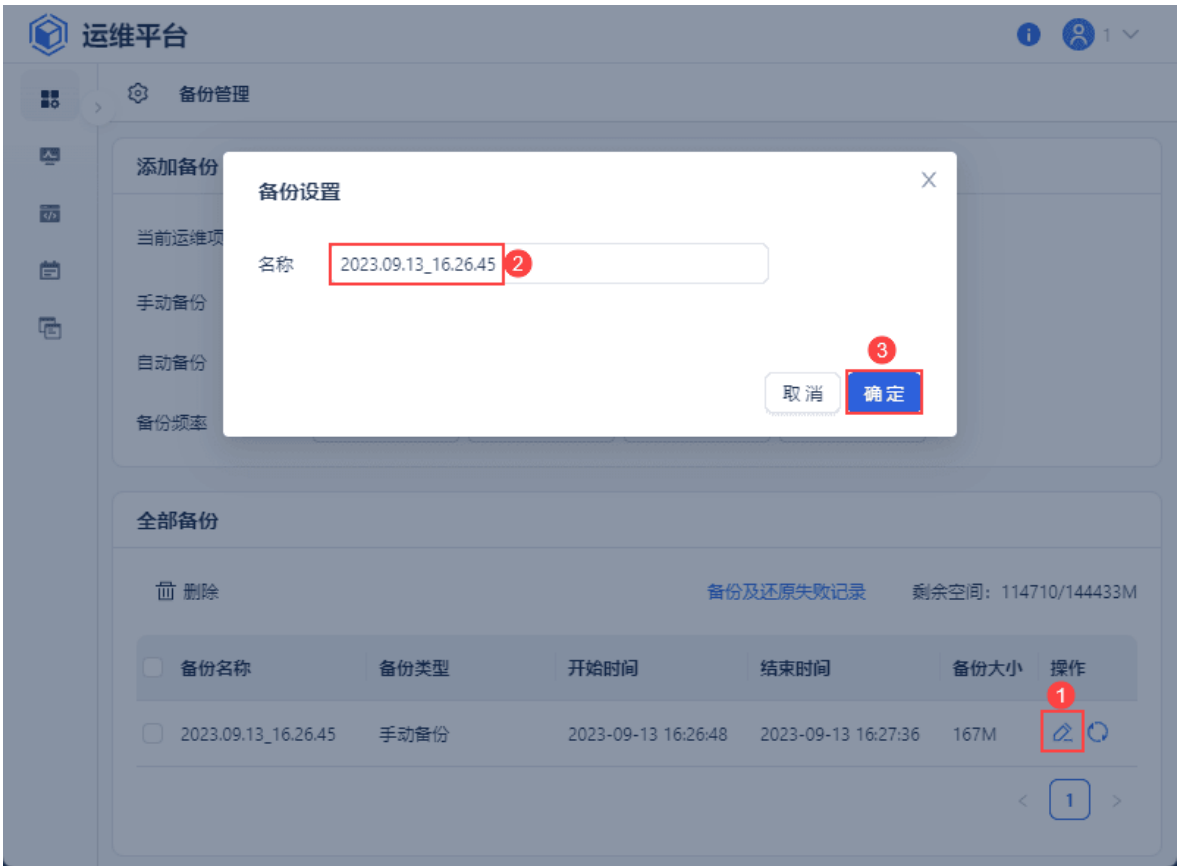 运维平台
1
备份管理
添加备份
备份设置
当前运维项
名称 2023.09.13_16.26.45 2
手动备份
3
自动备份
取消 确定
备份频率
全部备份
删除 备份及还原失败记录 剩余空间：114710/144433M
备份名称 备份类型 开始时间 结束时间 备份大小 操作
1
2023.09.13_16.26.45 手动备份 2023-09-13 16:26:48 2023-09-13 16:27:36 167M
< 1 >